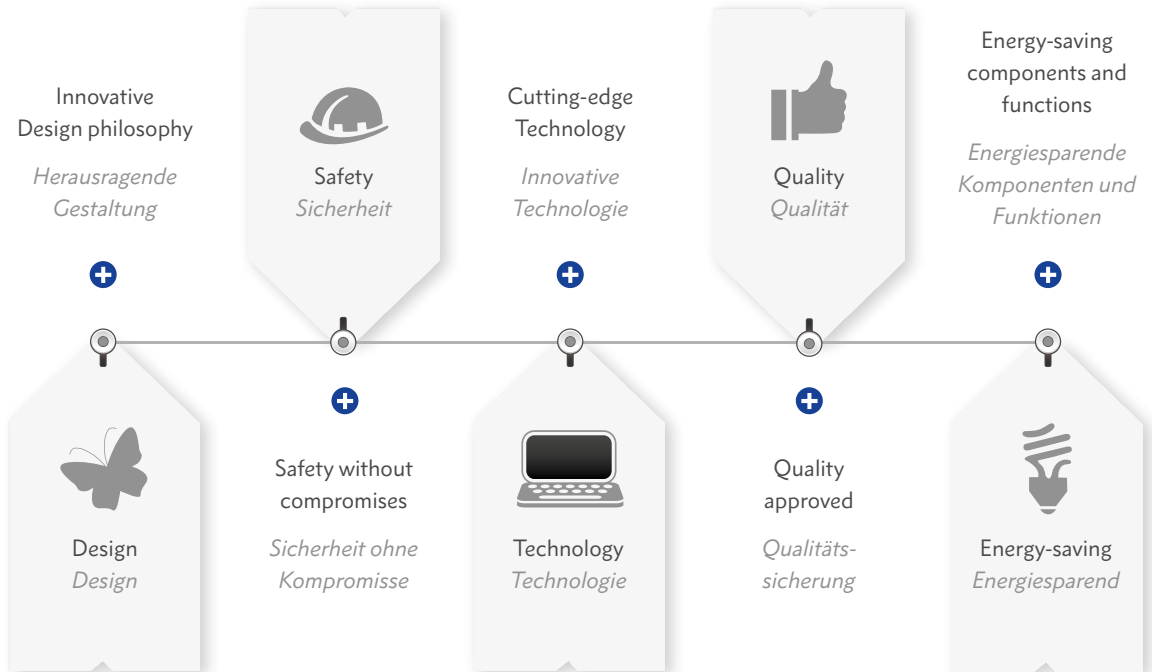 Innovative
Design philosophy
Herausragende
Gestaltung
Design
Design
Safety
Sicherheit
Safety without
compromises
Sicherheit ohne
Kompromisse
Cutting-edge
Technology
Innovative
Technologie
Technology
Technologie
Quality
Qualität
Quality
approved
Qualitäts-
sicherung
Energy-saving
components and
functions
Energiesparende
Komponenten und
Funktionen
Energy-saving
Energiesparend